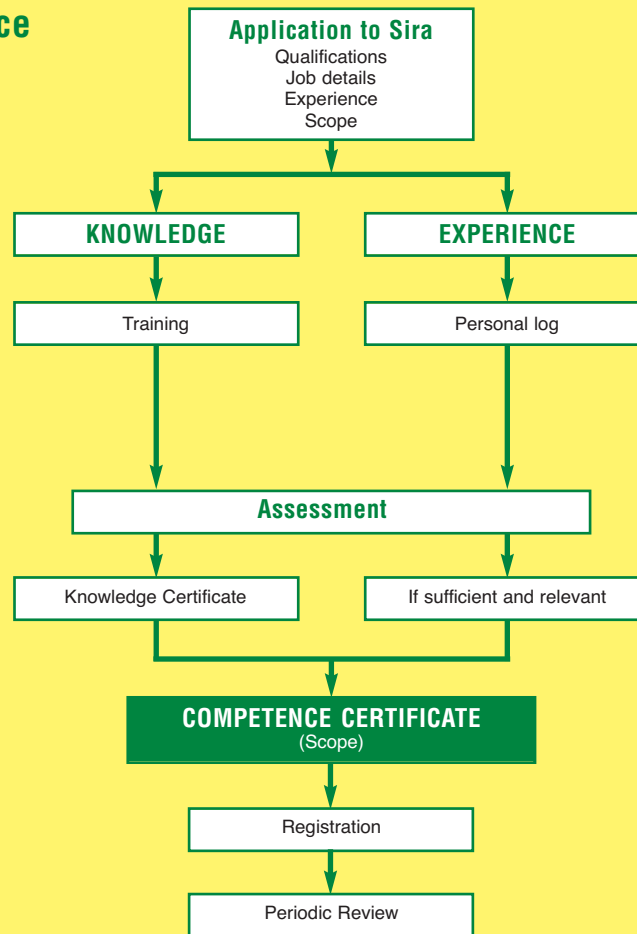 Application to Sira
Qualifications
Job details
Experience
Scope
KNOWLEDGE
EXPERIENCE
Training
Personal log
Assessment
Knowledge Certificate
If sufficient and relevant
COMPETENCE CERTIFICATE
(Scope)
Registration
Periodic Review